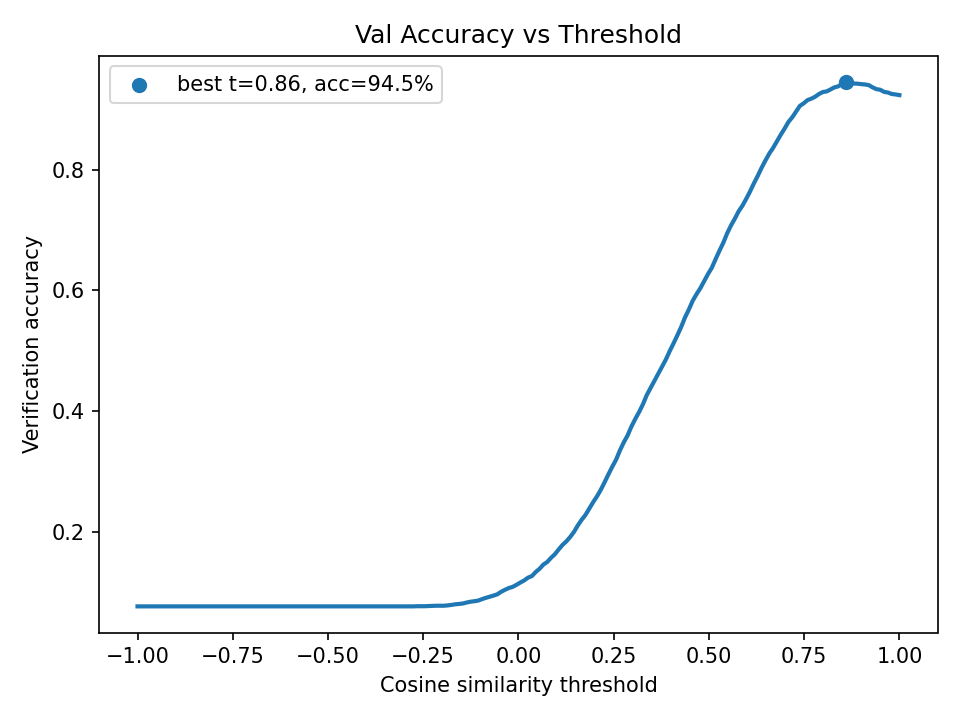 Val Accuracy vs Threshold
best t=0.86, acc=94.5%
Verification accuracy
0.8
0.6
0.4
0.2
−1.00 −0.75 −0.50 −0.25 0.00 0.25 0.50 0.75 1.00
Cosine similarity threshold